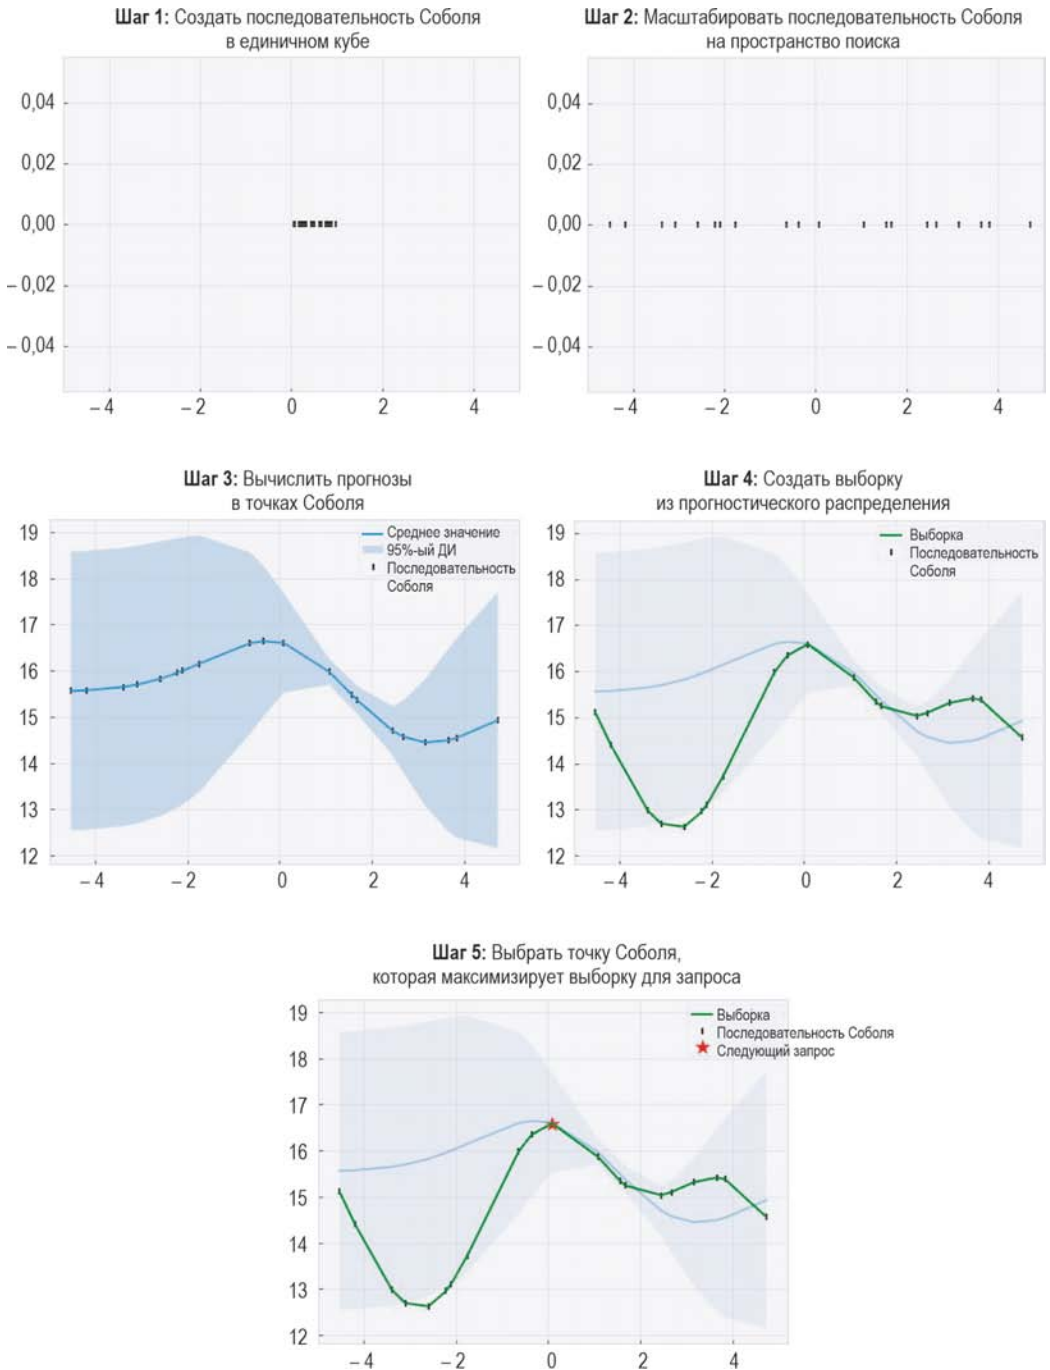 Шаг 1: Создать последовательность Соболя
в единичном кубе
0,04
0,02
0,00
– 0,02
– 0,04
– 4
– 2
0
2
4
Шаг 2: Масштабировать последовательность Соболя
на пространство поиска
0,04
0,02
0,00
– 0,02
– 0,04
– 4
– 2
0
2
4
Шаг 3: Вычислить прогнозы
в точках Соболя
Среднее значение
95%-ый ДИ
Последовательность
Соболя
19
18
17
16
15
14
13
12
– 4
– 2
0
2
4
Шаг 4: Создать выборку
из прогностического распределения
Выборка
Последовательность
Соболя
19
18
17
16
15
14
13
12
– 4
– 2
0
2
4
Шаг 5: Выбрать точку Соболя,
которая максимизирует выборку для запроса
Выборка
Последовательность Соболя
Следующий запрос
19
18
17
16
15
14
13
12
– 4
– 2
0
2
4